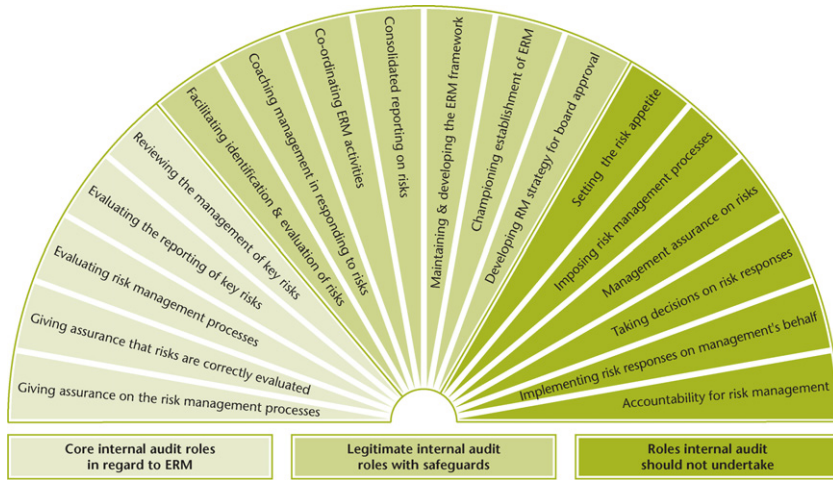 Giving assurance on the risk management processes
Giving assurance that risks are correctly evaluated
Evaluating risk management processes
Evaluating the reporting of key risks
Reviewing the management of key risks
Facilitating identification & evaluation of risks
Coaching management in responding to risks
Co-ordinating ERM activities
Consolidated reporting on risks
Maintaining & developing the ERM framework
Championing establishment of ERM
Developing RM strategy for board approval
Setting the risk appetite
Imposing risk management processes
Management assurance on risks
Taking decisions on risk responses
Implementing risk responses on management's behalf
Accountability for risk management
Core internal audit roles
in regard to ERM
Legitimate internal audit
roles with safeguards
Roles internal audit
should not undertake